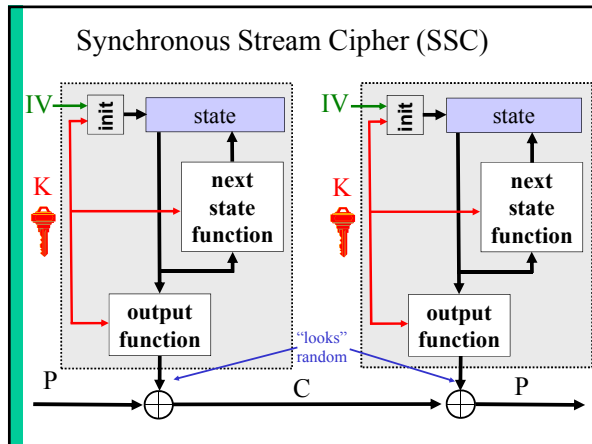 Synchronous Stream Cipher (SSC)
IV
init
state
K
next
state
function
output
function
IV
init
state
K
next
state
function
output
function
“looks”
random
P
C
P